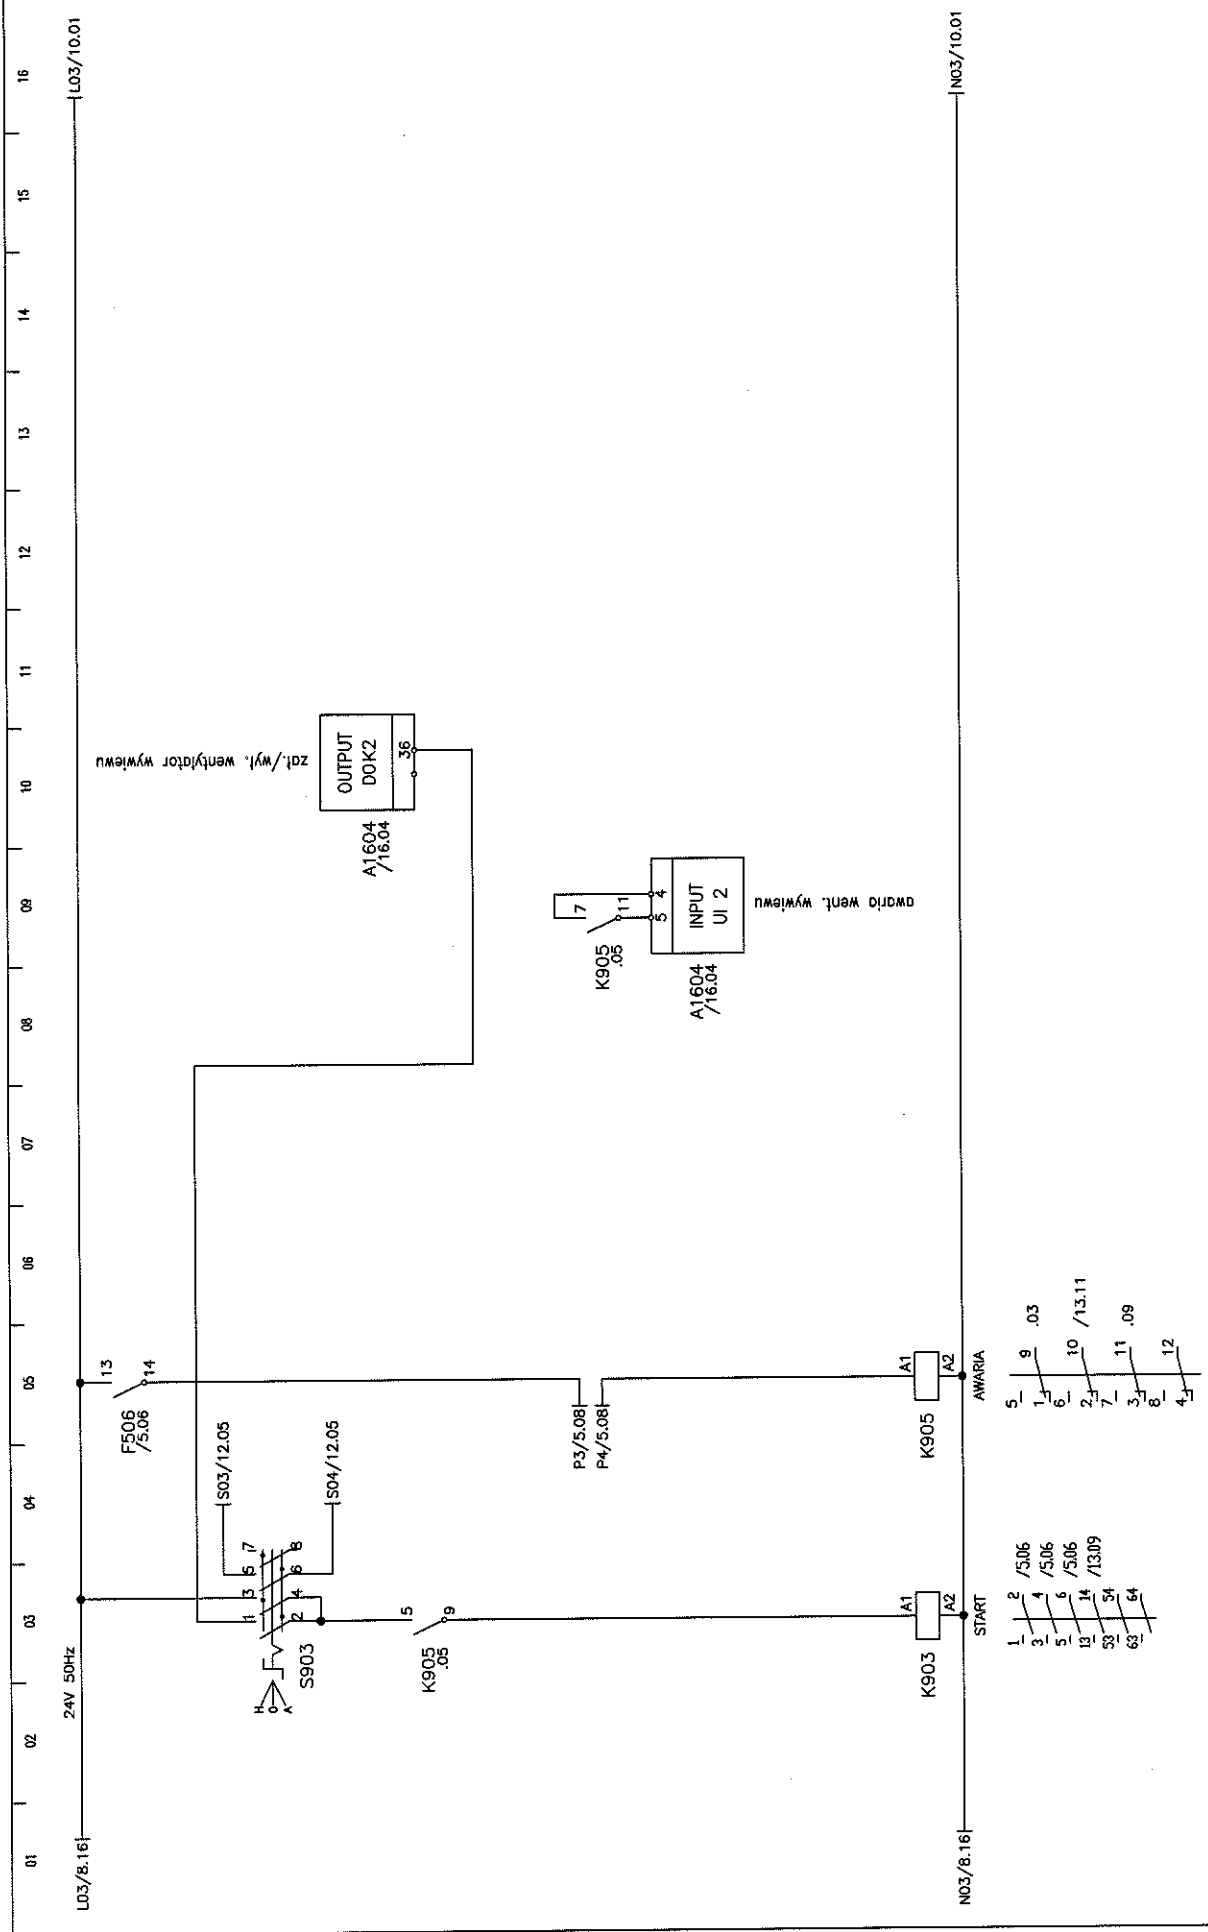 01
02
03
04
05
06
07
08
09
10
11
12
13
14
15
16
L03/8.16
24V 50Hz
L03/10.01
H
O
A
S903
1
2
3
4
5
6
7
8
S03/12.05
S04/12.05
F506
/5.06
13
14
K905
.05
5
9
P3/5.08
P4/5.08
zał./wył. wentylator wywiewu
OUTPUT
DOK2
36
A1604
/16.04
K905
.05
7
11
5
4
INPUT
UI 2
A1604
/16.04
awaria went. wywiewu
K903
A1
A2
K905
A1
A2
N03/8.16
N03/10.01
START
1 2 /5.06
3 4 /5.06
5 6 /5.06
13 14 /13.09
53 54
63 64
AWARIA
5
1 9 .03
6
2 10 /13.11
7
3 11 .09
8
4 12